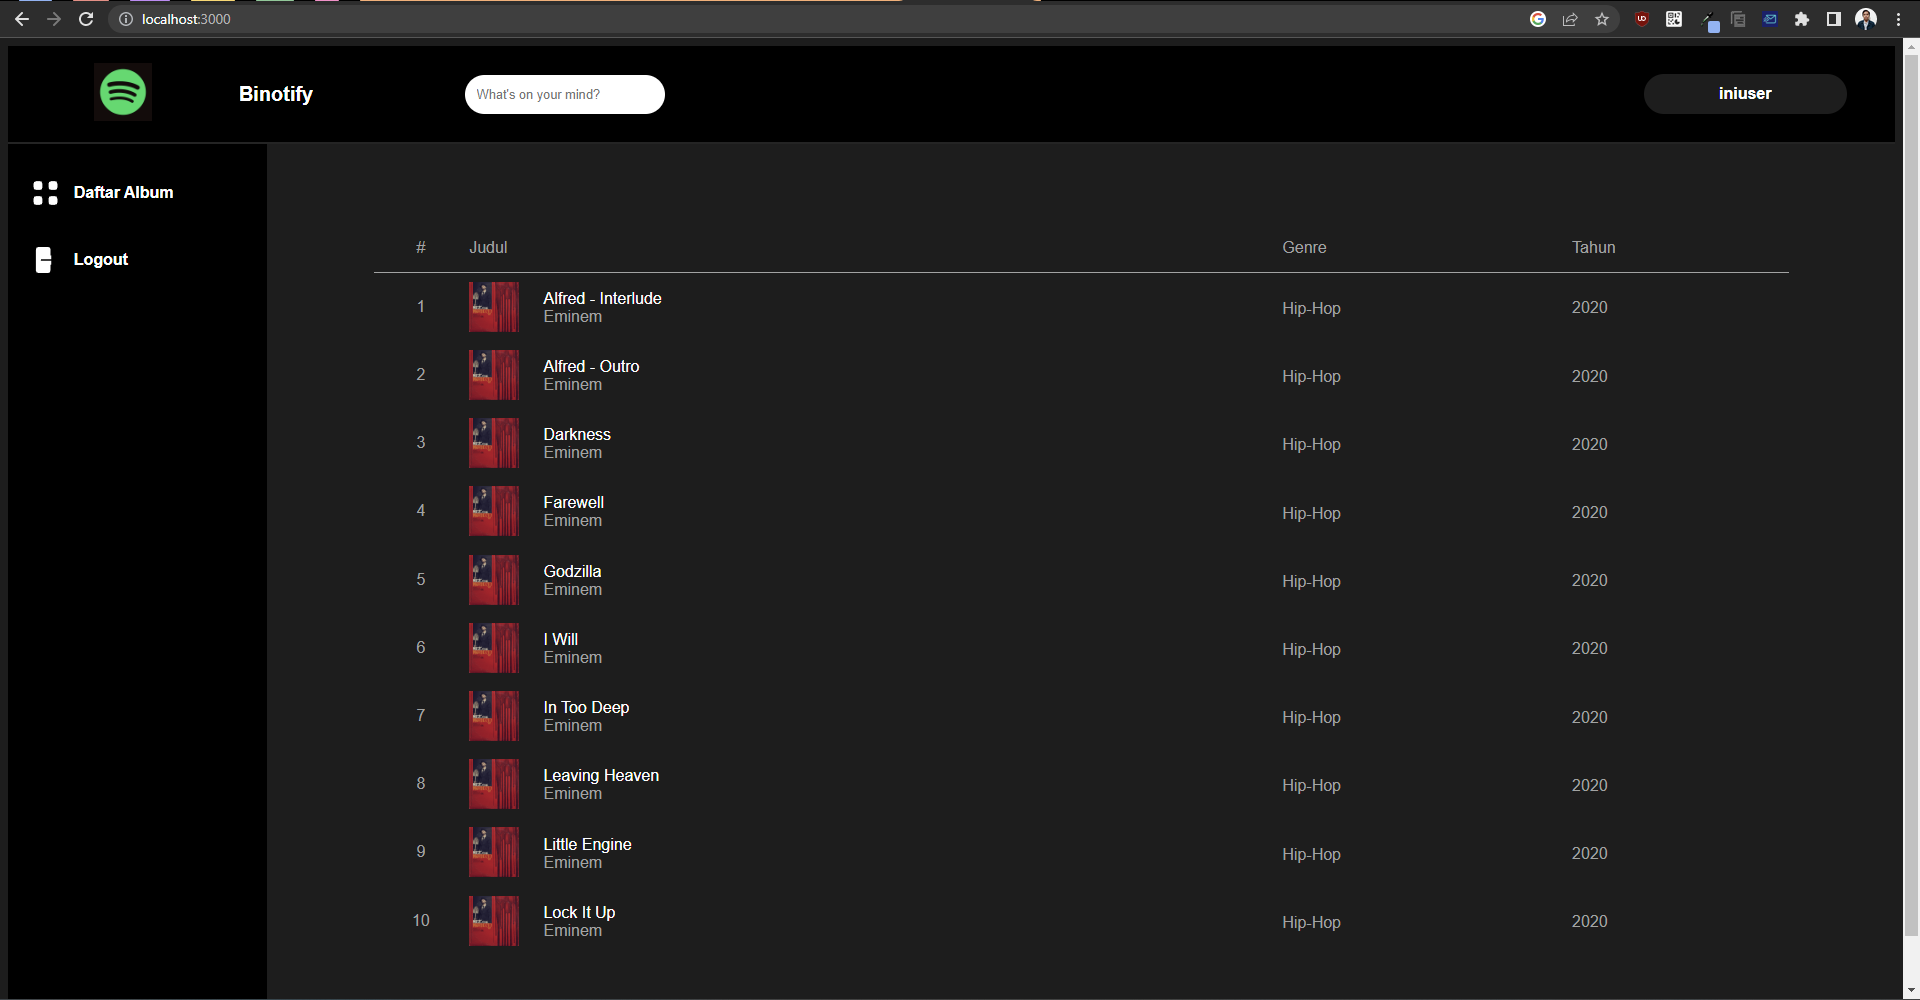 localhost:3000
Binotify
What's on your mind?
iniuser
Daftar Album
Logout
# Judul Genre Tahun
1 Alfred - Interlude Hip-Hop 2020
Eminem
2 Alfred - Outro Hip-Hop 2020
Eminem
3 Darkness Hip-Hop 2020
Eminem
4 Farewell Hip-Hop 2020
Eminem
5 Godzilla Hip-Hop 2020
Eminem
6 I Will Hip-Hop 2020
Eminem
7 In Too Deep Hip-Hop 2020
Eminem
8 Leaving Heaven Hip-Hop 2020
Eminem
9 Little Engine Hip-Hop 2020
Eminem
10 Lock It Up Hip-Hop 2020
Eminem